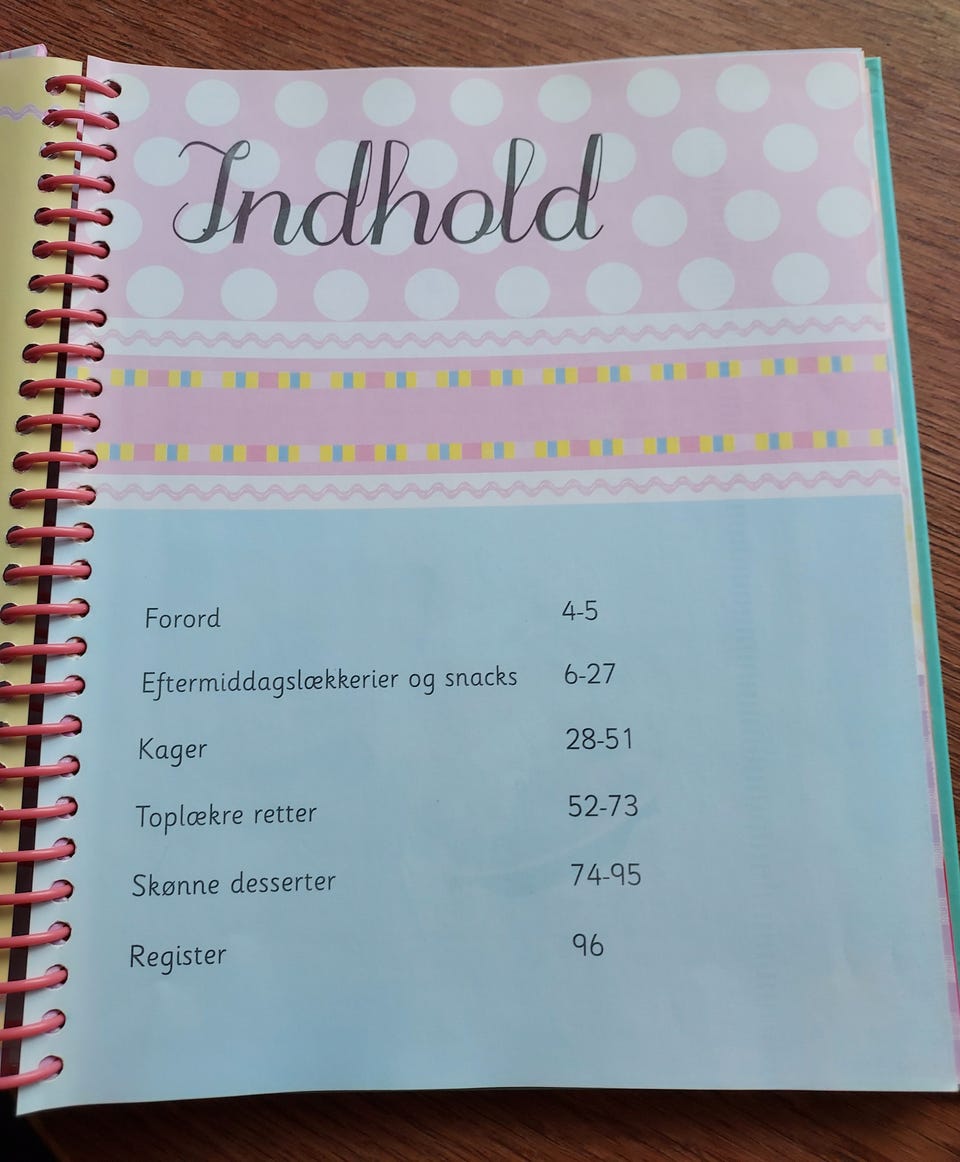 Indhold
Forord 4-5
Eftermiddagslækkerier og snacks 6-27
Kager 28-51
Toplækre retter 52-73
Skønne desserter 74-95
Register 96